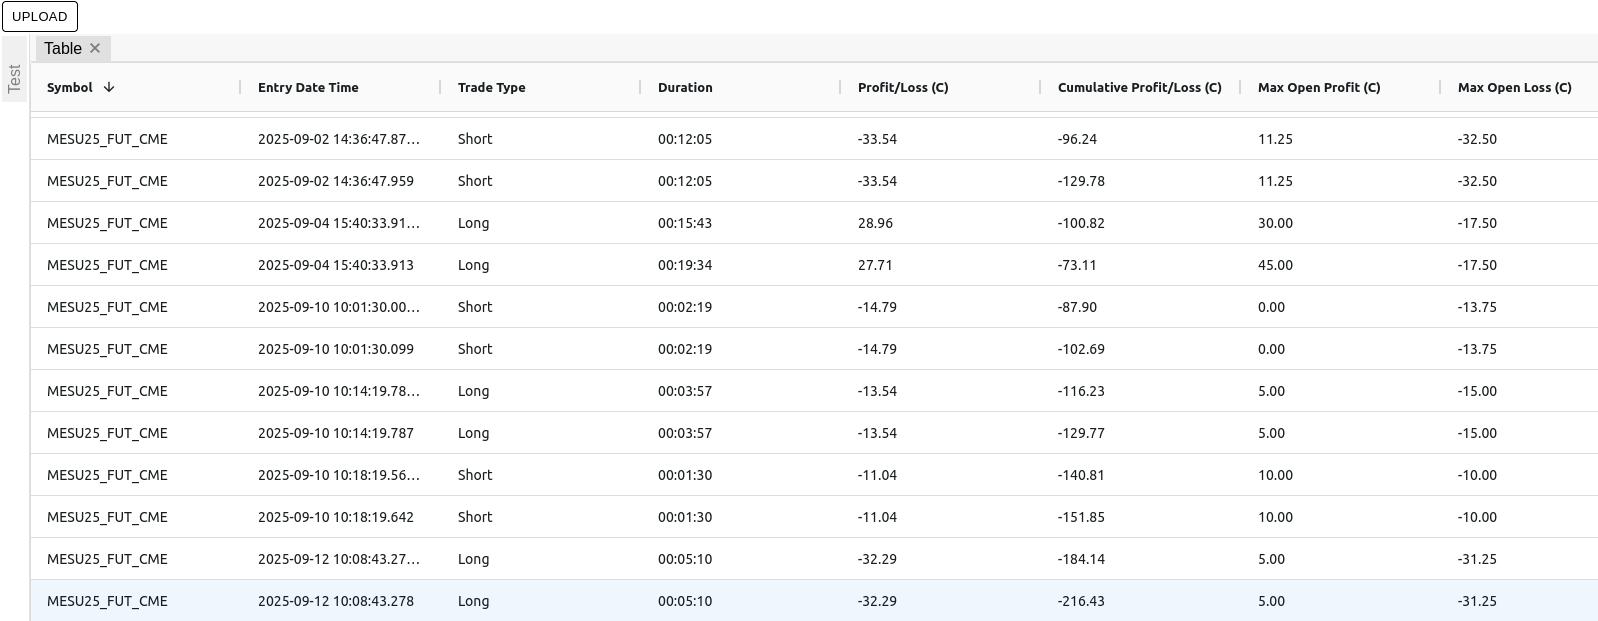 UPLOAD
Test
Table ✕
Symbol ↓ Entry Date Time Trade Type Duration Profit/Loss (C) Cumulative Profit/Loss (C) Max Open Profit (C) Max Open Loss (C)
MESU25_FUT_CME 2025-09-02 14:36:47.87… Short 00:12:05 -33.54 -96.24 11.25 -32.50
MESU25_FUT_CME 2025-09-02 14:36:47.959 Short 00:12:05 -33.54 -129.78 11.25 -32.50
MESU25_FUT_CME 2025-09-04 15:40:33.91… Long 00:15:43 28.96 -100.82 30.00 -17.50
MESU25_FUT_CME 2025-09-04 15:40:33.913 Long 00:19:34 27.71 -73.11 45.00 -17.50
MESU25_FUT_CME 2025-09-10 10:01:30.00… Short 00:02:19 -14.79 -87.90 0.00 -13.75
MESU25_FUT_CME 2025-09-10 10:01:30.099 Short 00:02:19 -14.79 -102.69 0.00 -13.75
MESU25_FUT_CME 2025-09-10 10:14:19.78… Long 00:03:57 -13.54 -116.23 5.00 -15.00
MESU25_FUT_CME 2025-09-10 10:14:19.787 Long 00:03:57 -13.54 -129.77 5.00 -15.00
MESU25_FUT_CME 2025-09-10 10:18:19.56… Short 00:01:30 -11.04 -140.81 10.00 -10.00
MESU25_FUT_CME 2025-09-10 10:18:19.642 Short 00:01:30 -11.04 -151.85 10.00 -10.00
MESU25_FUT_CME 2025-09-12 10:08:43.27… Long 00:05:10 -32.29 -184.14 5.00 -31.25
MESU25_FUT_CME 2025-09-12 10:08:43.278 Long 00:05:10 -32.29 -216.43 5.00 -31.25